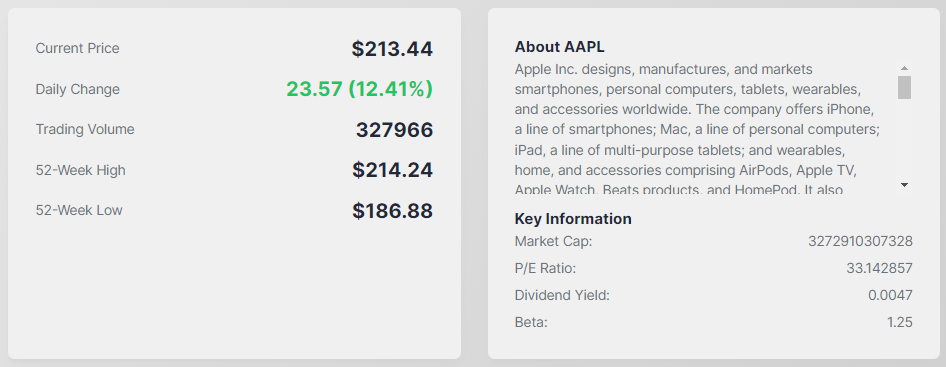 Current Price $213.44
Daily Change 23.57 (12.41%)
Trading Volume 327966
52-Week High $214.24
52-Week Low $186.88
About AAPL
Apple Inc. designs, manufactures, and markets
smartphones, personal computers, tablets, wearables,
and accessories worldwide. The company offers iPhone,
a line of smartphones; Mac, a line of personal computers;
iPad, a line of multi-purpose tablets; and wearables,
home, and accessories comprising AirPods, Apple TV,
Apple Watch, Beats products, and HomePod. It also
Key Information
Market Cap: 3272910307328
P/E Ratio: 33.142857
Dividend Yield: 0.0047
Beta: 1.25